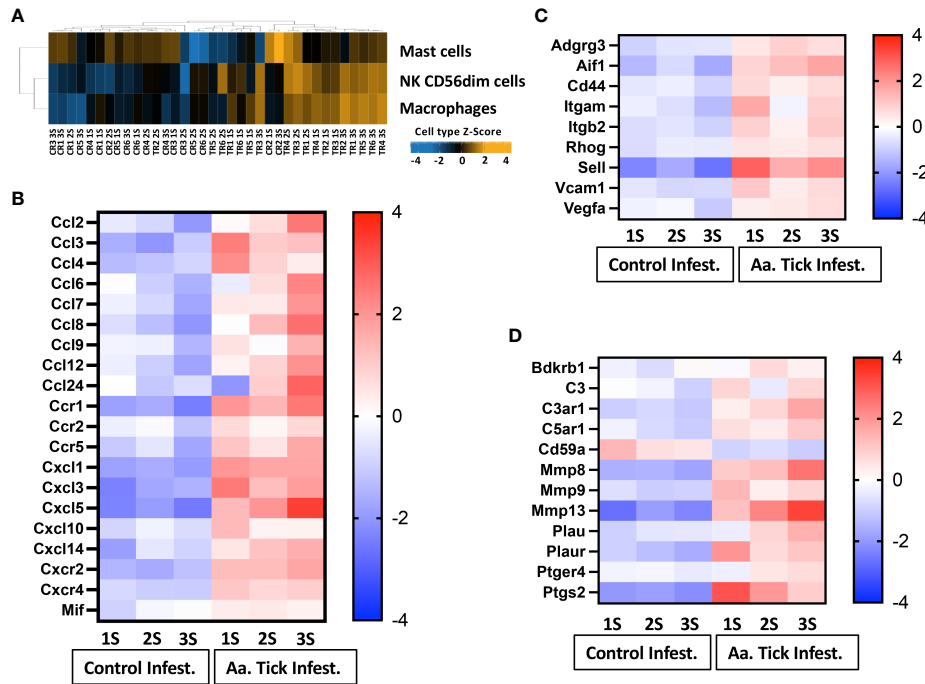 A
Mast cells
NK CD56dim cells
Macrophages
Cell type Z-Score
-4 -2 0 2 4
B
Ccl2
Ccl3
Ccl4
Ccl6
Ccl7
Ccl8
Ccl9
Ccl12
Ccl24
Ccr1
Ccr2
Ccr5
Cxcl1
Cxcl3
Cxcl5
Cxcl10
Cxcl14
Cxcr2
Cxcr4
Mif
4
2
0
-2
-4
1S 2S 3S 1S 2S 3S
Control Infest. Aa. Tick Infest.
C
Adgrg3
Aif1
Cd44
Itgam
Itgb2
Rhog
Sell
Vcam1
Vegfa
4
2
0
-2
-4
1S 2S 3S 1S 2S 3S
Control Infest. Aa. Tick Infest.
D
Bdkrb1
C3
C3ar1
C5ar1
Cd59a
Mmp8
Mmp9
Mmp13
Plau
Plaur
Ptger4
Ptgs2
4
2
0
-2
-4
1S 2S 3S 1S 2S 3S
Control Infest. Aa. Tick Infest.